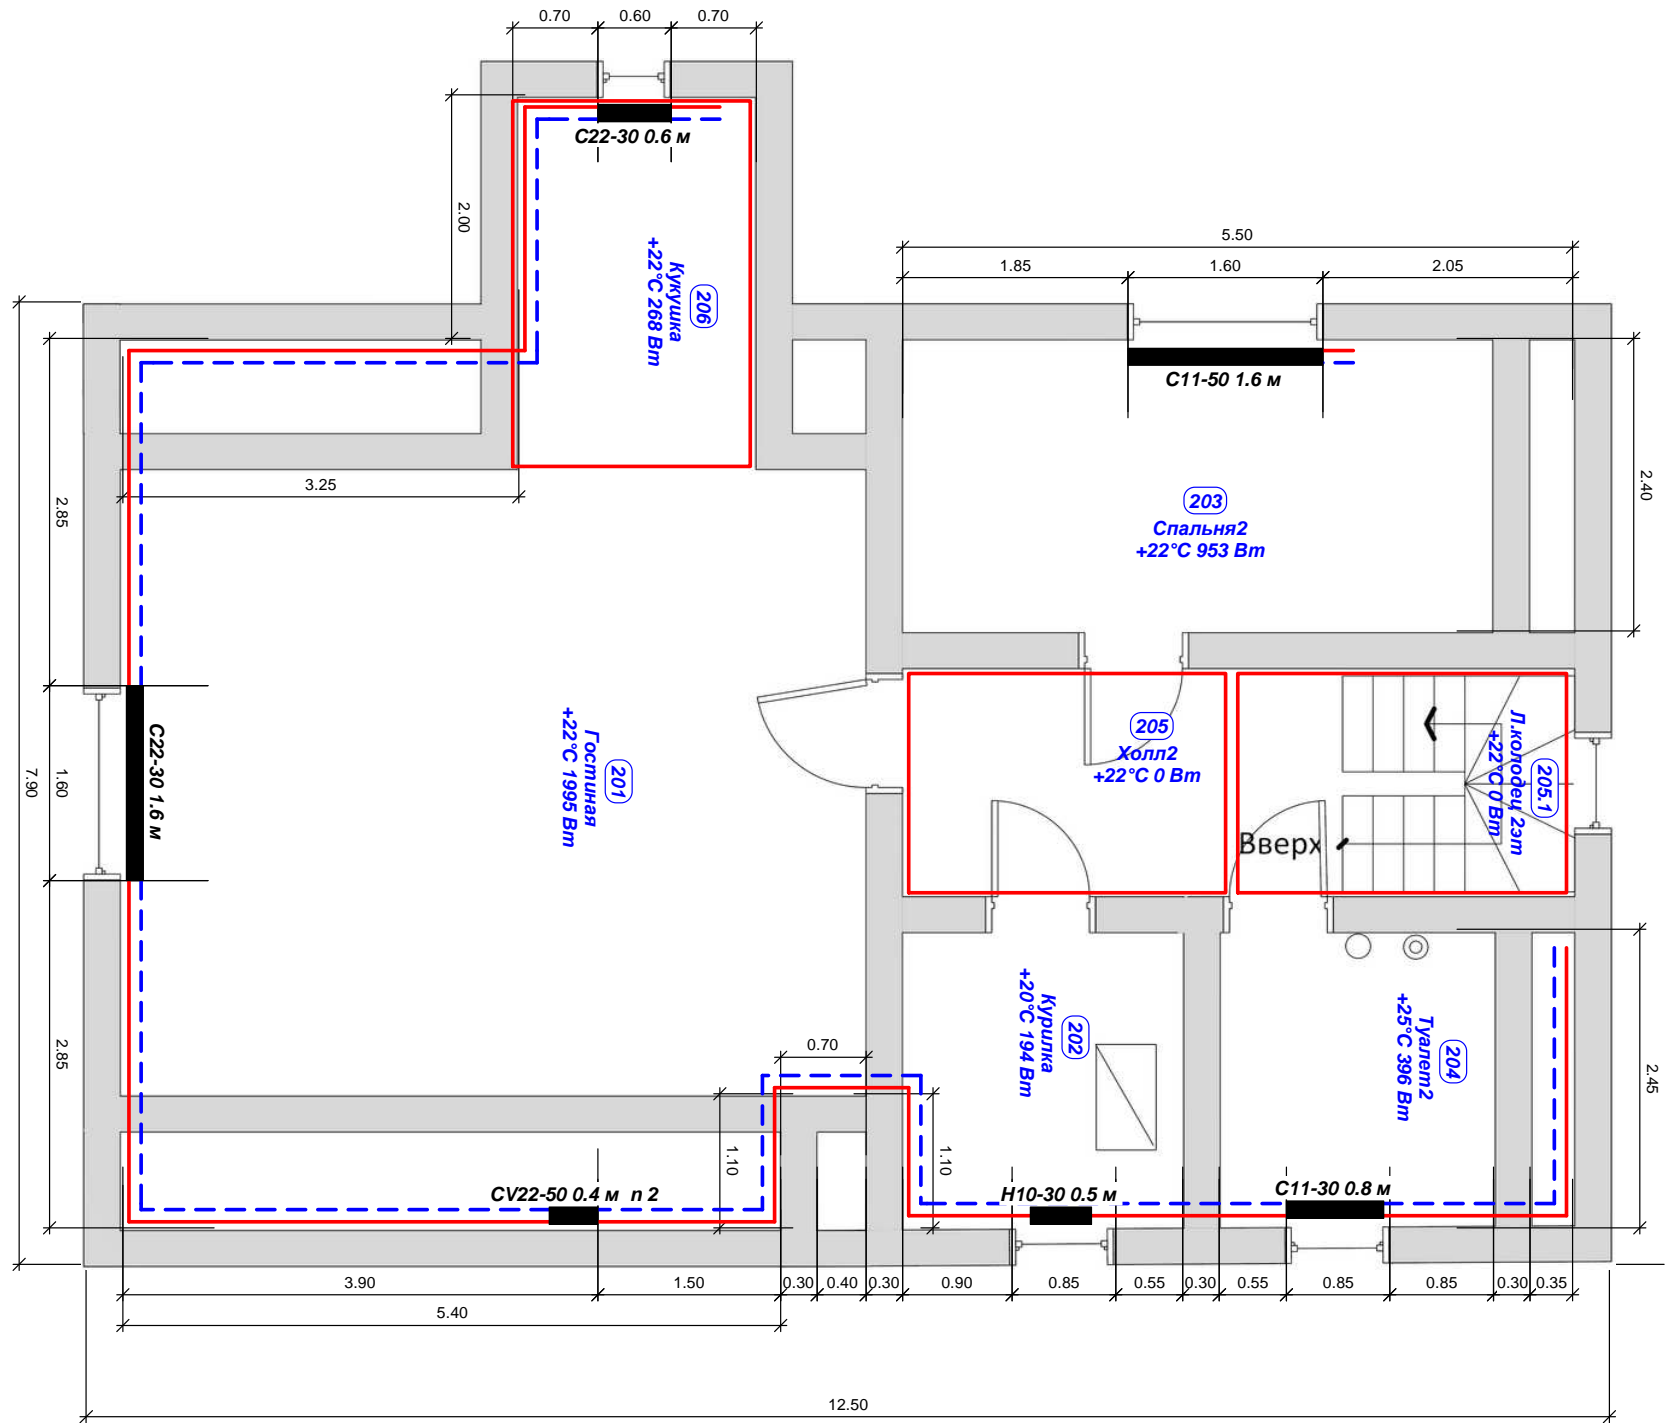 0.70
0.60
0.70
С22-30 0.6 м
2.00
206
Кукушка
+22°С 268 Вт
5.50
1.85
1.60
2.05
С11-50 1.6 м
3.25
2.85
2.40
203
Спальня2
+22°С 953 Вт
201
Гостиная
+22°С 1995 Вт
С22-30 1.6 м
1.60
7.90
205
Холл2
+22°С 0 Вт
205.1
Л.колодец 2эт
+22°С 0 Вт
Вверх
202
Курилка
+20°С 194 Вт
204
Туалет2
+25°С 396 Вт
2.85
0.70
2.45
1.10
1.10
CV22-50 0.4 м п 2
Н10-30 0.5 м
С11-30 0.8 м
3.90
1.50
0.30
0.40
0.30
0.90
0.85
0.55
0.30
0.55
0.85
0.85
0.30
0.35
5.40
12.50